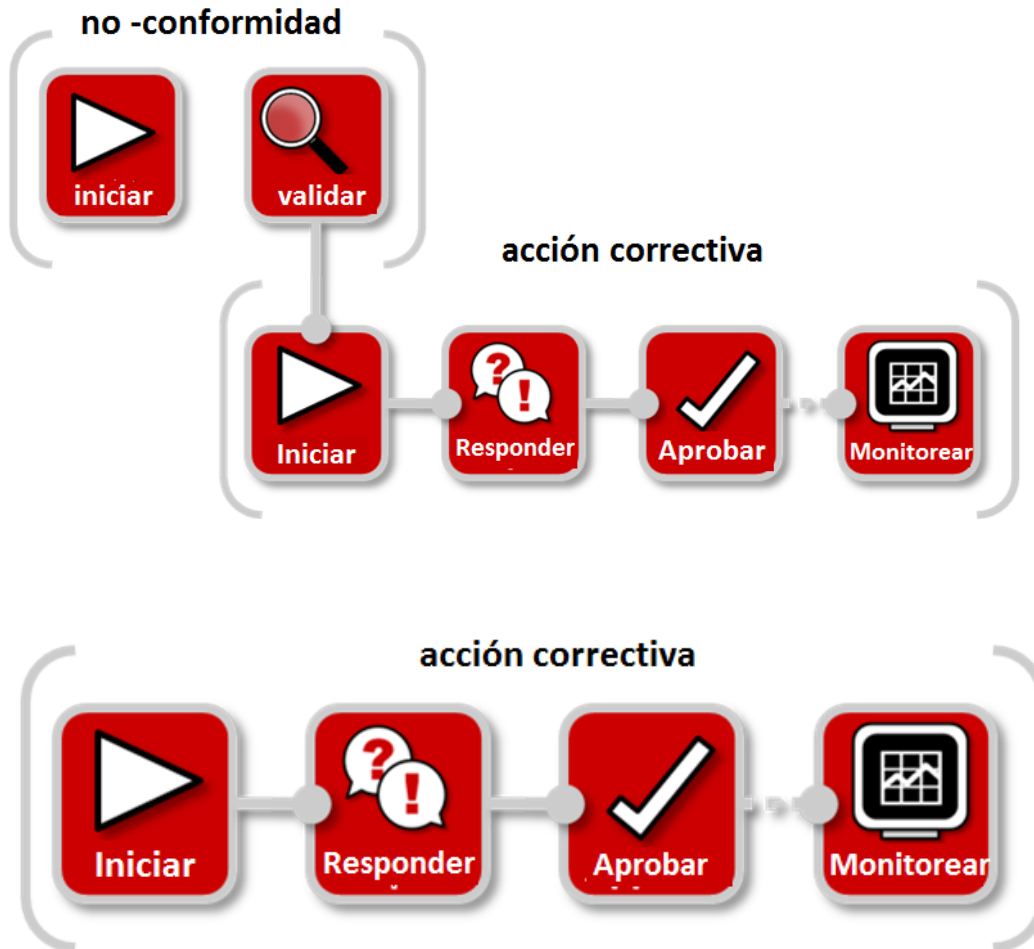 no -conformidad
iniciar
validar
acción correctiva
Iniciar
Responder
Aprobar
Monitorear
acción correctiva
Iniciar
Responder
Aprobar
Monitorear